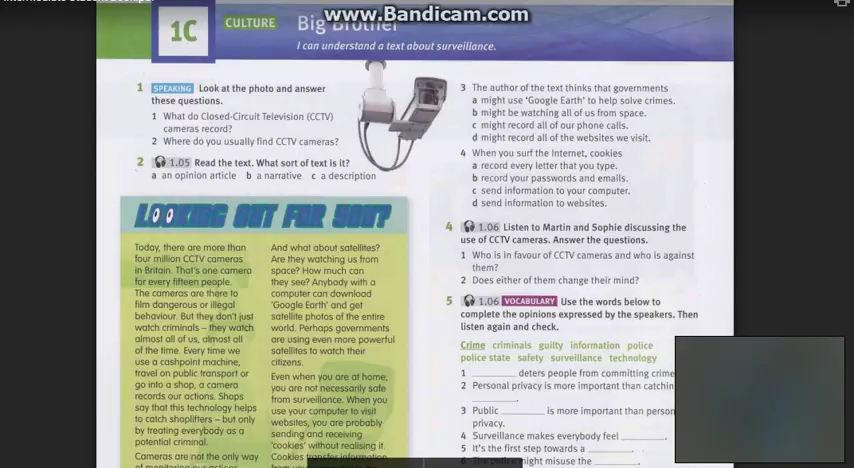 www.Bandicam.com
1C
CULTURE
Big Brother
I can understand a text about surveillance.
1 SPEAKING Look at the photo and answer
these questions.
1 What do Closed-Circuit Television (CCTV)
cameras record?
2 Where do you usually find CCTV cameras?
2 1.05 Read the text. What sort of text is it?
a an opinion article b a narrative c a description
LOOKING OUT FOR YOU?
Today, there are more than
four million CCTV cameras
in Britain. That's one camera
for every fifteen people.
The cameras are there to
film dangerous or illegal
behaviour. But they don't just
watch criminals – they watch
almost all of us, almost all
of the time. Every time we
use a cashpoint machine,
travel on public transport or
go into a shop, a camera
records our actions. Shops
say that this technology helps
to catch shoplifters – but only
by treating everybody as a
potential criminal.
Cameras are not the only way
of monitoring our actions.
And what about satellites?
Are they watching us from
space? How much can
they see? Anybody with a
computer can download
'Google Earth' and get
satellite photos of the entire
world. Perhaps governments
are using even more powerful
satellites to watch their
citizens.
Even when you are at home,
you are not necessarily safe
from surveillance. When you
use your computer to visit
websites, you are probably
sending and receiving
'cookies' without realising it.
Cookies transfer information
from your
3 The author of the text thinks that governments
a might use 'Google Earth' to help solve crimes.
b might be watching all of us from space.
c might record all of our phone calls.
d might record all of the websites we visit.
4 When you surf the Internet, cookies
a record every letter that you type.
b record your passwords and emails.
c send information to your computer.
d send information to websites.
4 1.06 Listen to Martin and Sophie discussing the
use of CCTV cameras. Answer the questions.
1 Who is in favour of CCTV cameras and who is against
them?
2 Does either of them change their mind?
5 1.06 VOCABULARY Use the words below to
complete the opinions expressed by the speakers. Then
listen again and check.
Crime criminals guilty information police
police state safety surveillance technology
1 ________ deters people from committing crime
2 Personal privacy is more important than catchin
________.
3 Public ________ is more important than person
privacy.
4 Surveillance makes everybody feel ________.
5 It's the first step towards a ________.
6 The police might misuse the ________.